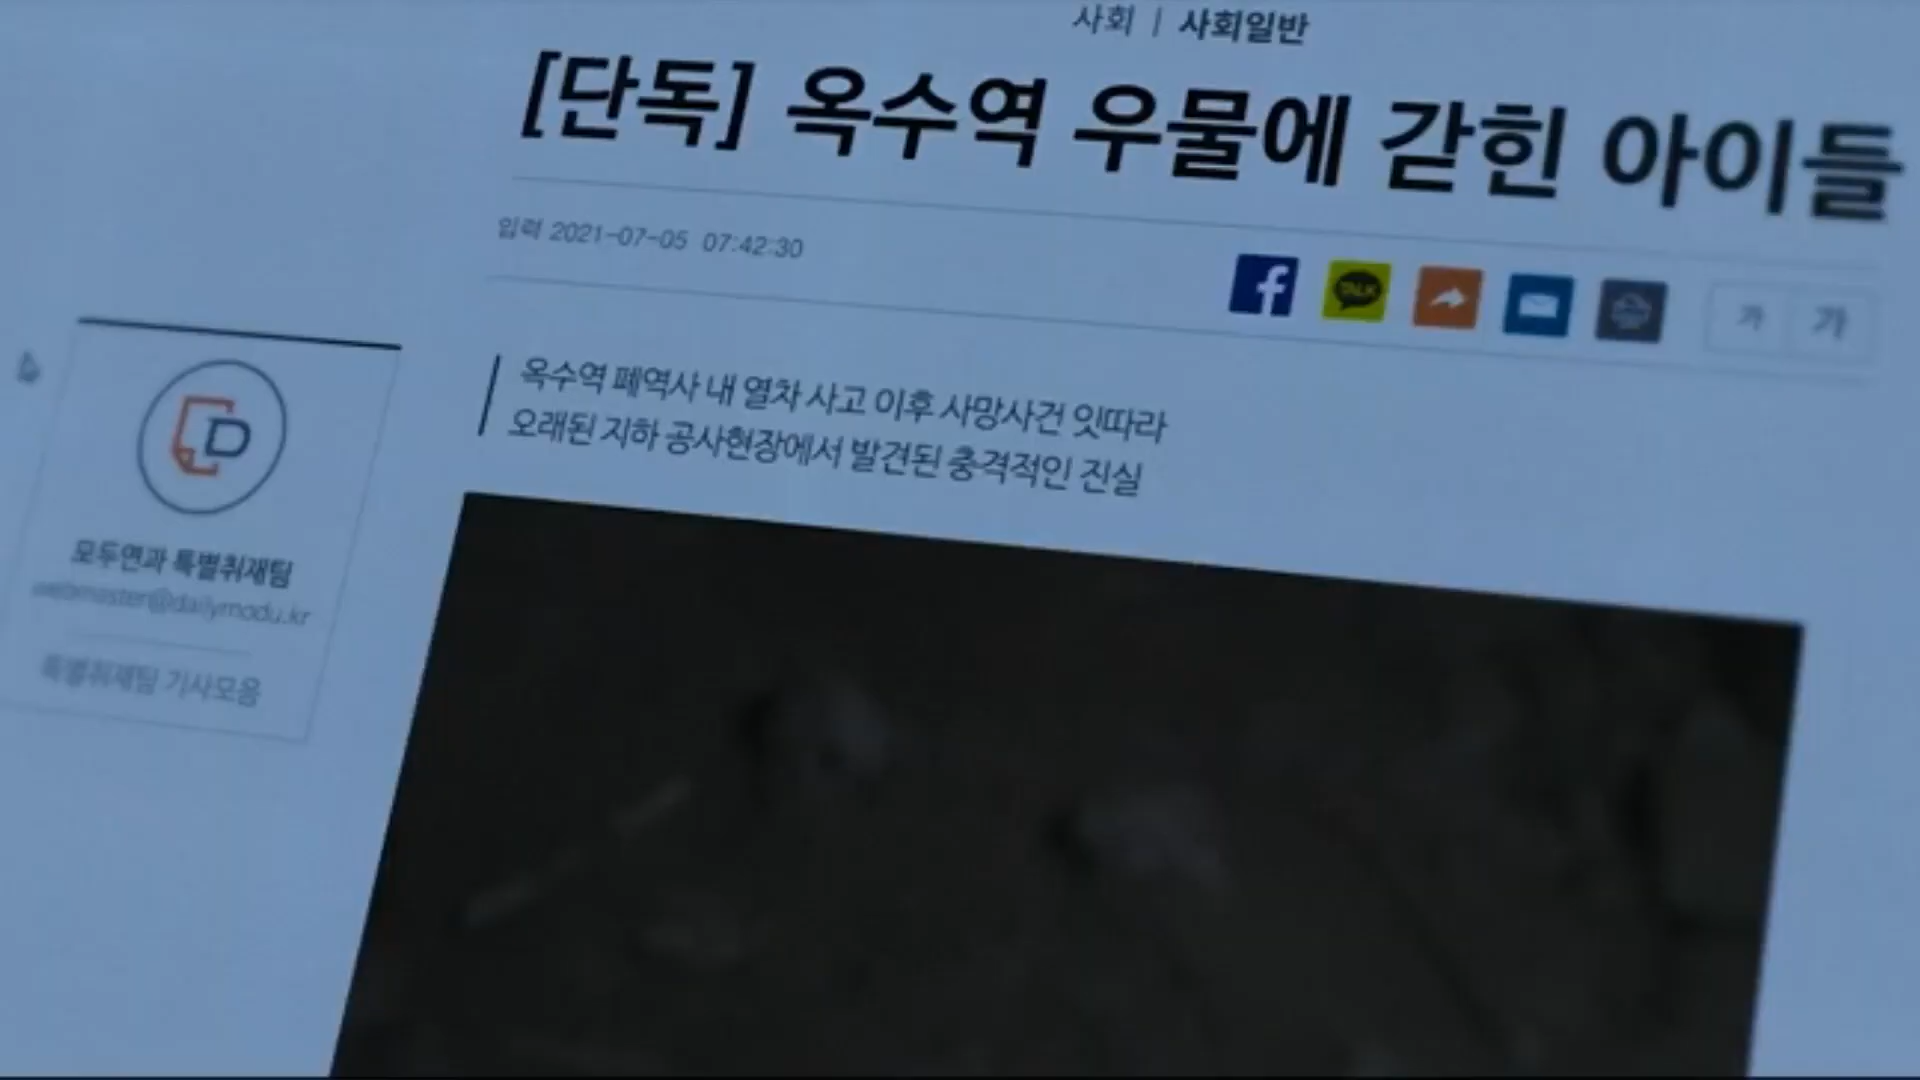 사회 | 사회일반
[단독] 옥수역 우물에 갇힌 아이들
입력 2021-07-05 07:42:30
TALK
가 가
옥수역 폐역사 내 열차 사고 이후 사망사건 잇따라
오래된 지하 공사현장에서 발견된 충격적인 진실
D
모두연과 특별취재팀
webmaster@dailymodu.kr
특별취재팀 기사모음